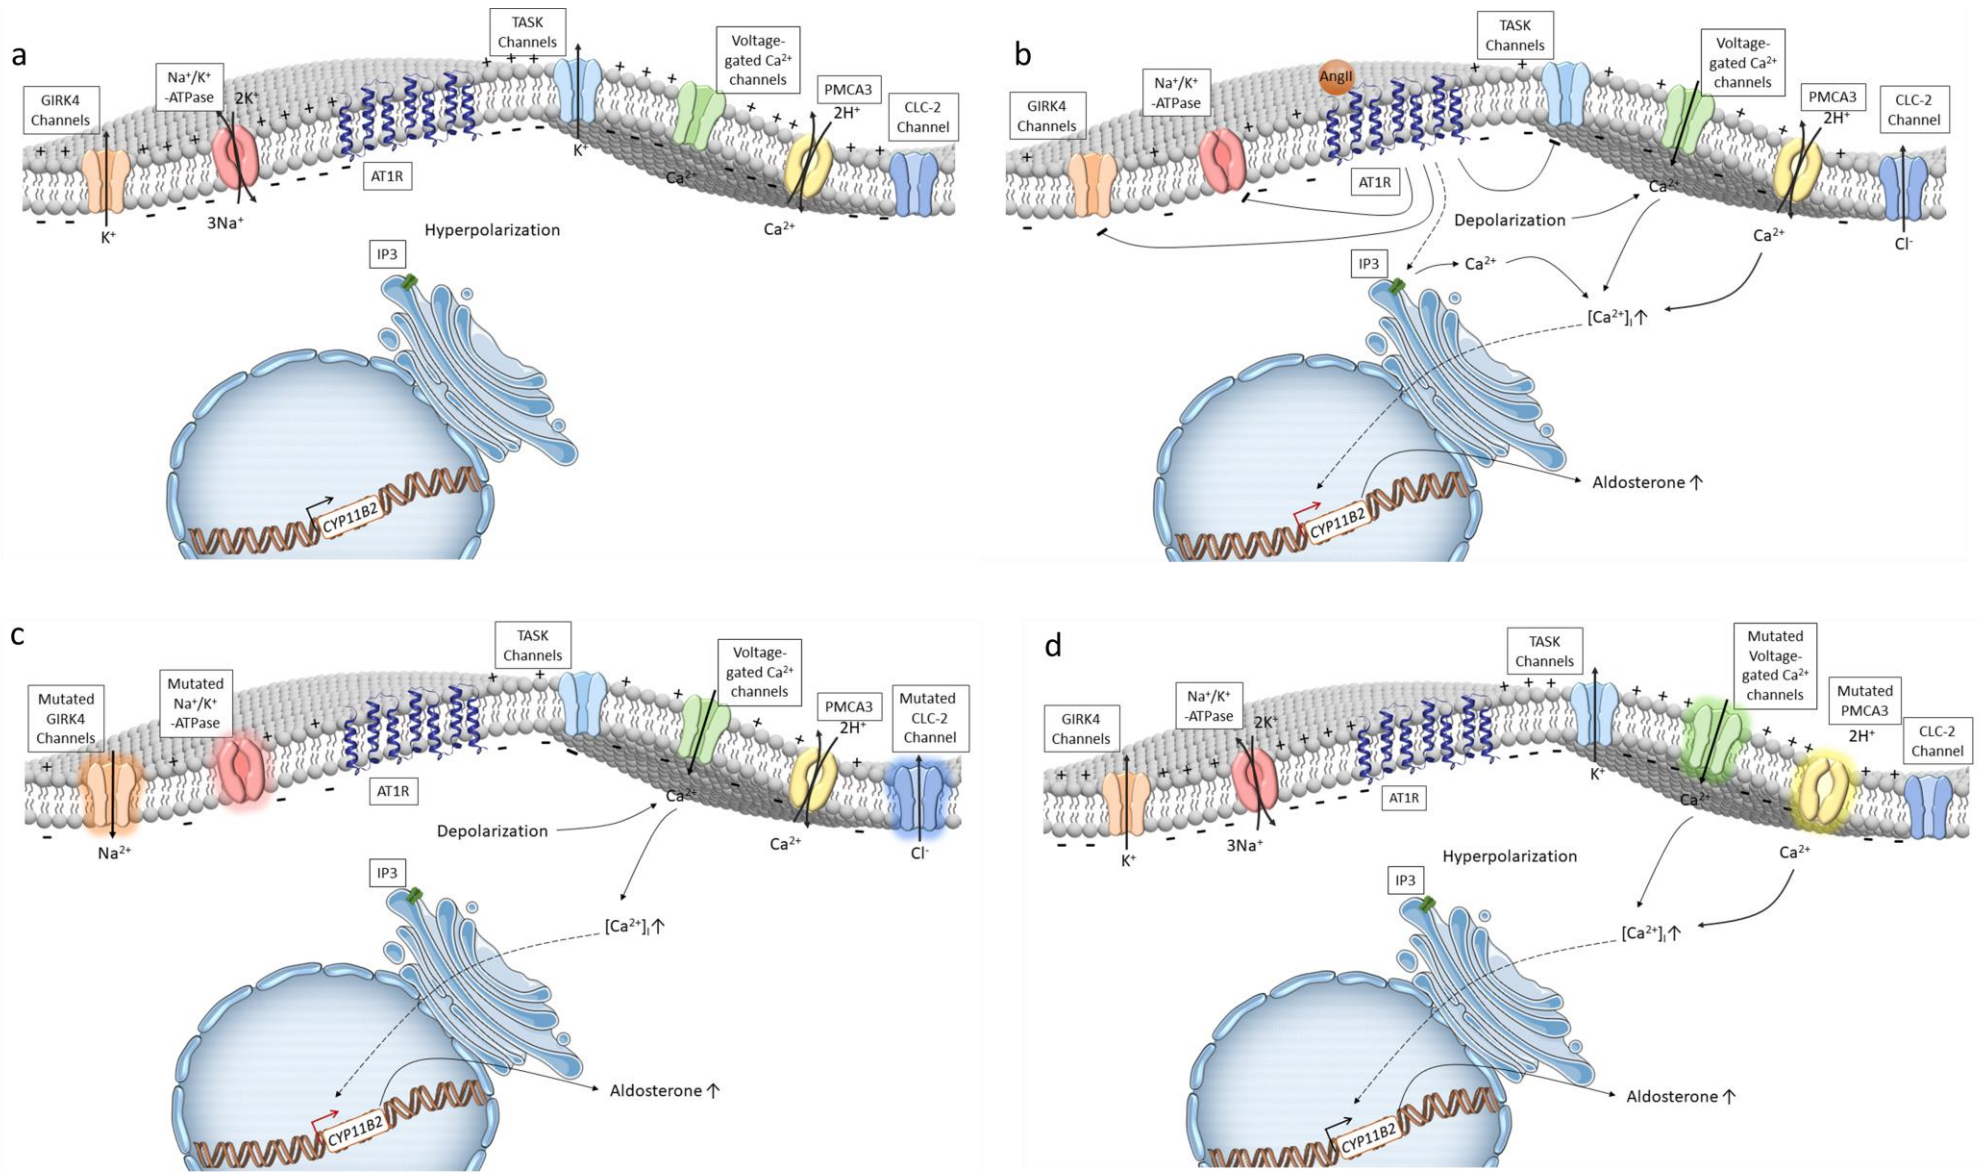 a
TASK
Channels
Voltage-
gated Ca²⁺
channels
Na⁺/K⁺
-ATPase
2K⁺
PMCA3
2H⁺
GIRK4
Channels
CLC-2
Channel
K⁺
AT1R
Ca²⁺
3Na⁺
K⁺
Ca²⁺
Hyperpolarization
IP3
CYP11B2
b
TASK
Channels
Voltage-
gated Ca²⁺
channels
AngII
Na⁺/K⁺
-ATPase
PMCA3
2H⁺
GIRK4
Channels
CLC-2
Channel
AT1R
Ca²⁺
Depolarization
Ca²⁺
Cl⁻
IP3
Ca²⁺
[Ca²⁺]ᵢ↑
Aldosterone ↑
CYP11B2
c
TASK
Channels
Voltage-
gated Ca²⁺
channels
Mutated
Na⁺/K⁺
-ATPase
Mutated
GIRK4
Channels
PMCA3
2H⁺
Mutated
CLC-2
Channel
AT1R
Ca²⁺
Depolarization
Na²⁺
Ca²⁺
Cl⁻
IP3
[Ca²⁺]ᵢ↑
Aldosterone ↑
CYP11B2
d
TASK
Channels
Mutated
Voltage-
gated Ca²⁺
channels
Na⁺/K⁺
-ATPase
2K⁺
Mutated
PMCA3
2H⁺
GIRK4
Channels
CLC-2
Channel
K⁺
AT1R
Ca²⁺
K⁺
3Na⁺
Ca²⁺
Hyperpolarization
IP3
[Ca²⁺]ᵢ↑
Aldosterone ↑
CYP11B2